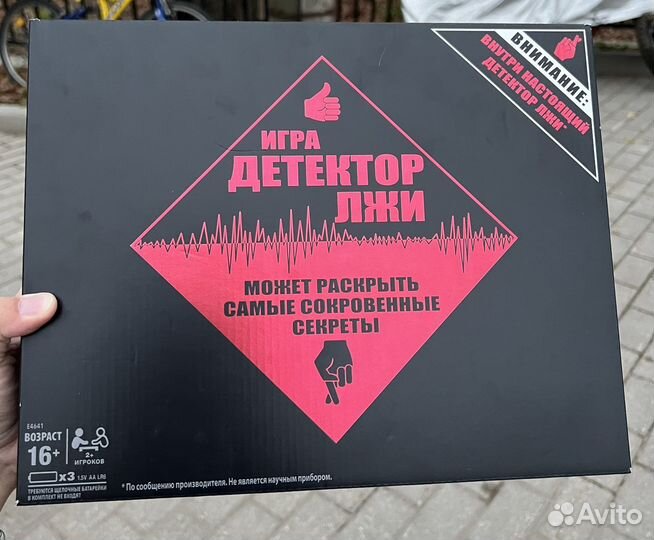 ВНИМАНИЕ:
ВНУТРИ НАСТОЯЩИЙ
ДЕТЕКТОР ЛЖИ*
ИГРА
ДЕТЕКТОР
ЛЖИ
МОЖЕТ РАСКРЫТЬ
САМЫЕ СОКРОВЕННЫЕ
СЕКРЕТЫ
E4641
ВОЗРАСТ
16+
2+
ИГРОКОВ
x3 1.5V AA LR6
ТРЕБУЮТСЯ ЩЕЛОЧНЫЕ БАТАРЕЙКИ
В КОМПЛЕКТ НЕ ВХОДЯТ
* По сообщению производителя. Не является научным прибором.
Avito